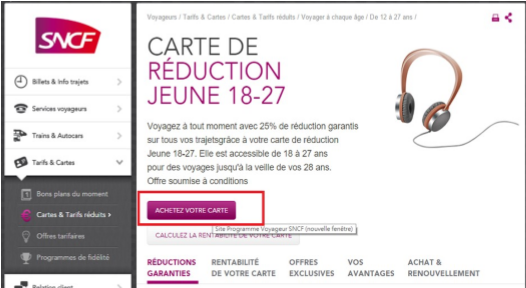 Voyageurs / Tarifs & Cartes / Cartes & Tarifs réduits / Voyager à chaque âge / De 12 à 27 ans /
SNCF
CARTE DE
RÉDUCTION
JEUNE 18-27
Billets & Info trajets
Services voyageurs
Trains & Autocars
Tarifs & Cartes
Bons plans du moment
Cartes & Tarifs réduits
Offres tarifaires
Programmes de fidélité
Relation client
Voyagez à tout moment avec 25% de réduction garantis
sur tous vos trajetsgrâce à votre carte de réduction
Jeune 18-27. Elle est accessible de 18 à 27 ans
pour des voyages jusqu'à la veille de vos 28 ans.
Offre soumise à conditions
ACHETEZ VOTRE CARTE
Site Programme Voyageur SNCF (nouvelle fenêtre)
CALCULEZ LA RENTABILITÉ DE VOTRE CARTE
RÉDUCTIONS GARANTIES
RENTABILITÉ DE VOTRE CARTE
OFFRES EXCLUSIVES
VOS AVANTAGES
ACHAT & RENOUVELLEMENT